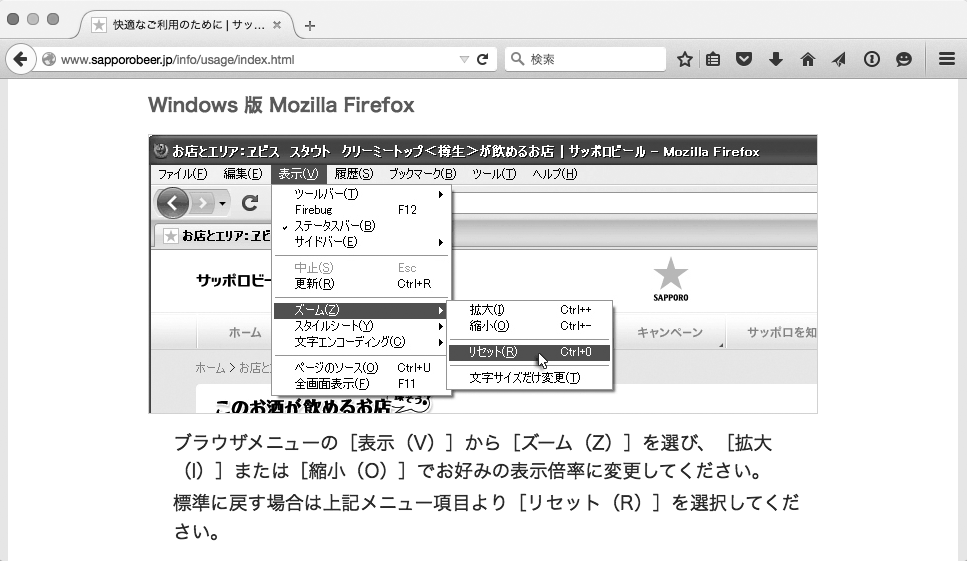 快適なご利用のために | サッ...
www.sapporobeer.jp/info/usage/index.html
検索
Windows 版 Mozilla Firefox
お店とエリア：ヱビス スタウト クリーミートップ＜樽生＞が飲めるお店 | サッポロビール - Mozilla Firefox
ファイル(F) 編集(E) 表示(V) 履歴(S) ブックマーク(B) ツール(T) ヘルプ(H)
ツールバー(T)
Firebug F12
ステータスバー(B)
お店とエリア：ヱビ
サイドバー(E)
中止(S) Esc
サッポロビー
更新(R) Ctrl+R
SAPPORO
ズーム(Z)
拡大(I) Ctrl++
スタイルシート(Y)
縮小(O) Ctrl+-
ホーム
キャンペーン
サッポロを知
文字エンコーディング(C)
リセット(R) Ctrl+0
ホーム > お店と
ページのソース(O) Ctrl+U
文字サイズだけ変更(T)
全画面表示(F) F11
このお酒が飲めるお店
ブラウザメニューの［表示（V）］から［ズーム（Z）］を選び、［拡大
（I）］または［縮小（O）］でお好みの表示倍率に変更してください。
標準に戻す場合は上記メニュー項目より［リセット（R）］を選択してくだ
さい。